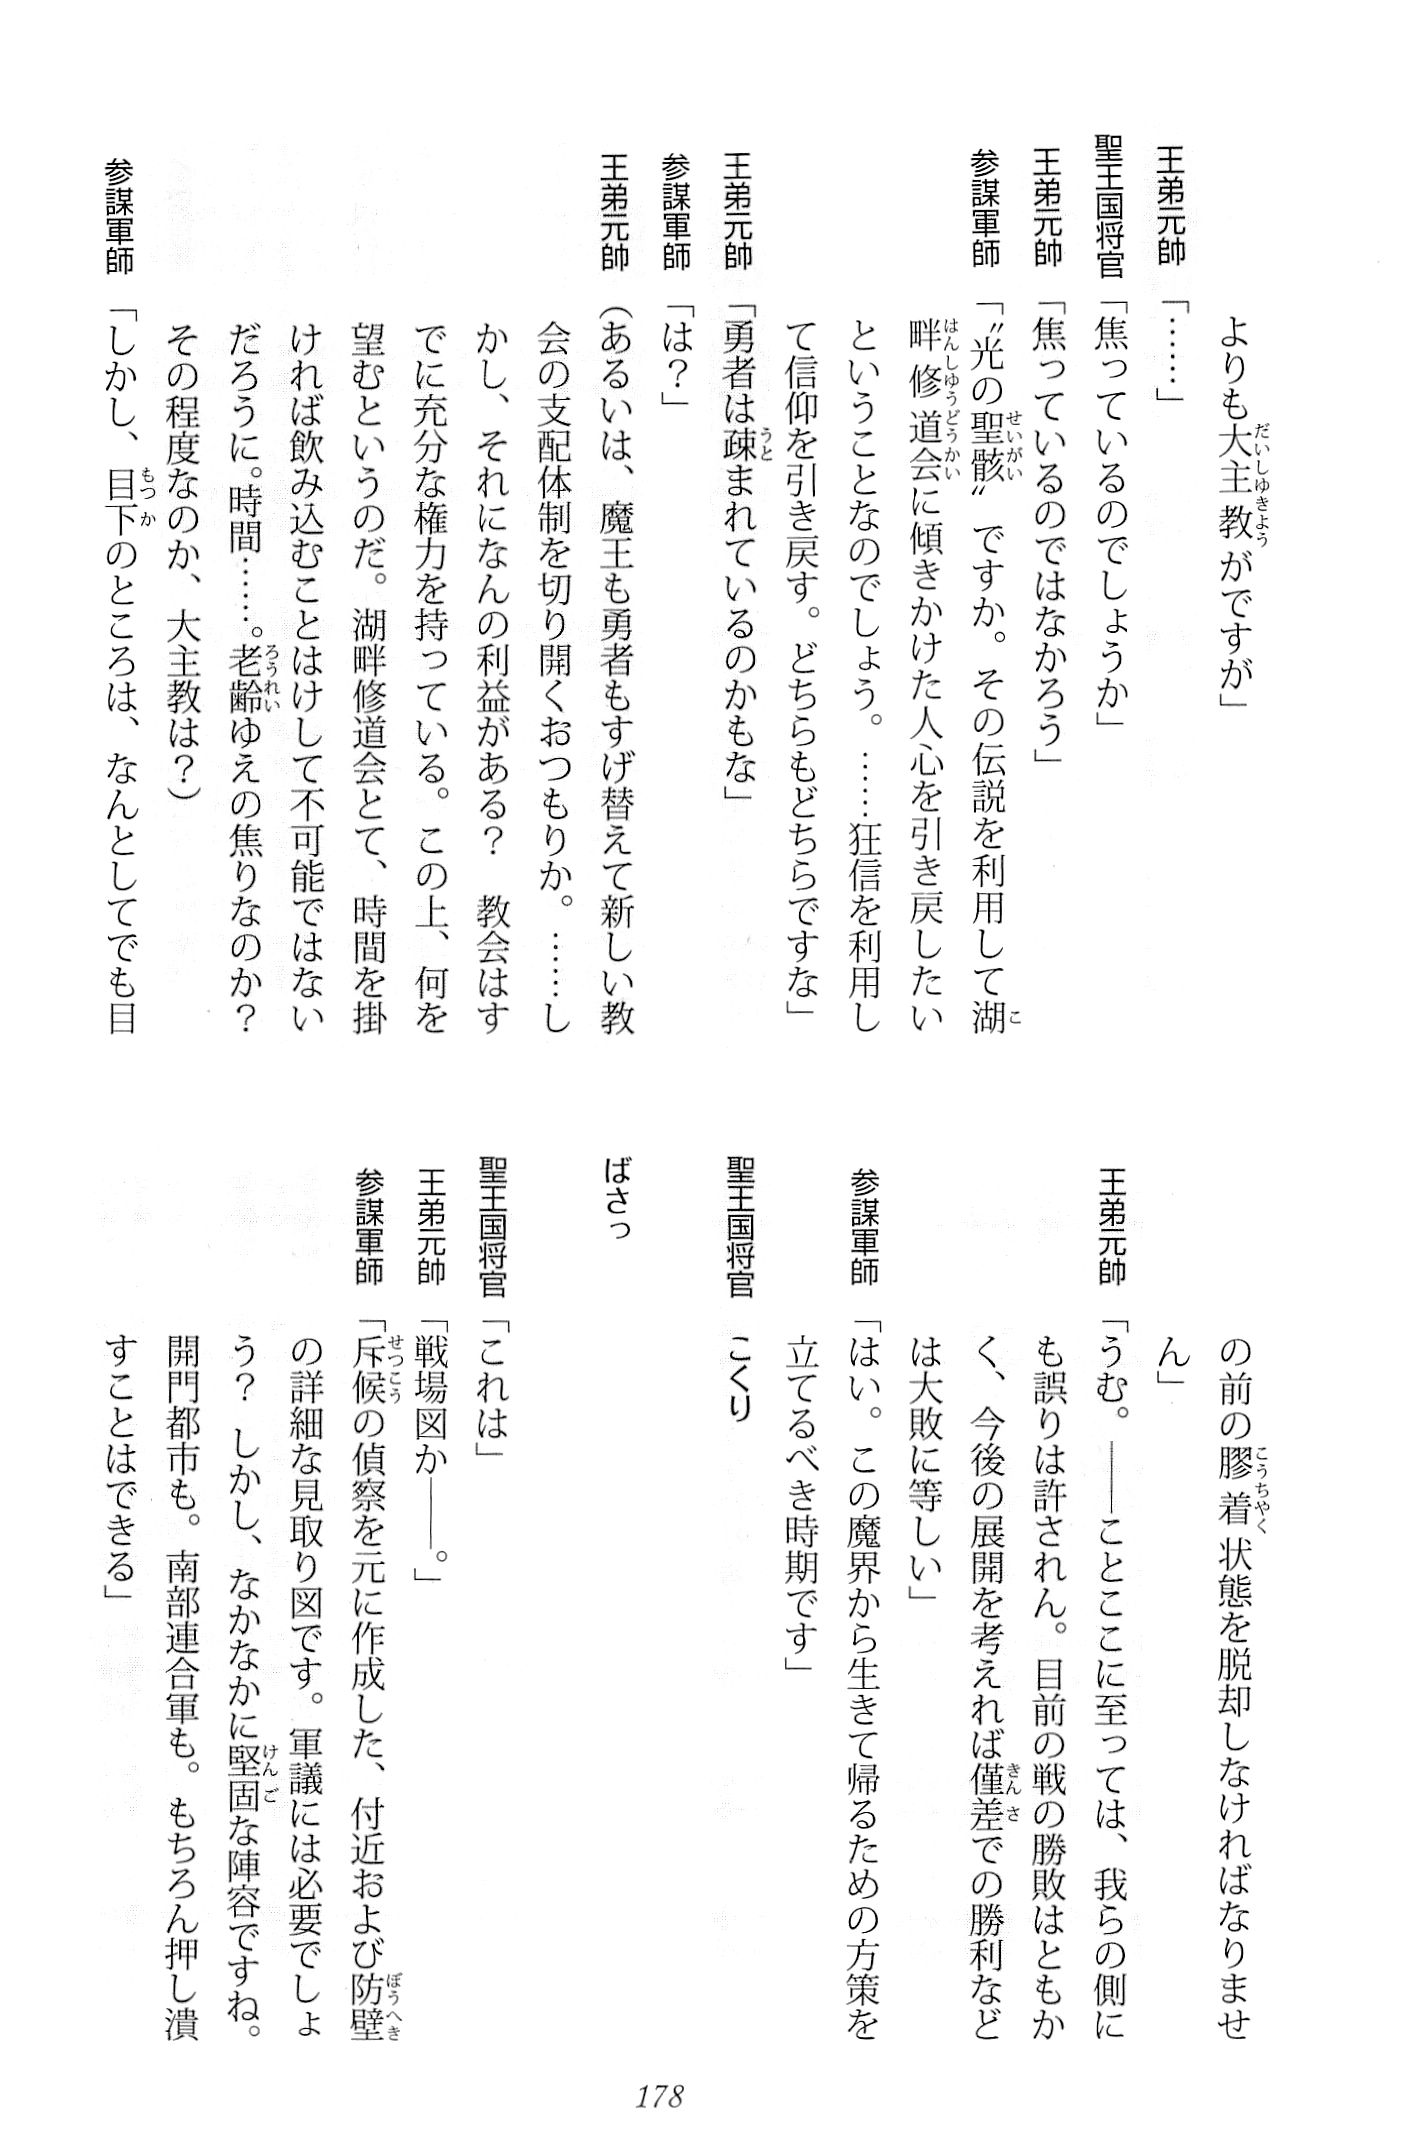 よりも大主教がですが」
王弟元帥「……」
聖王国将官「焦っているのでしょうか」
王弟元帥「焦っているのではなかろう」
参謀軍師「〝光の聖骸〟ですか。その伝説を利用して湖
畔修道会に傾きかけた人心を引き戻したい
ということなのでしょう。……狂信を利用し
て信仰を引き戻す。どちらもどちらですな」
王弟元帥「勇者は疎まれているのかもな」
参謀軍師「は?」
王弟元帥(あるいは、魔王も勇者もすげ替えて新しい教
会の支配体制を切り開くおつもりか。……し
かし、それになんの利益がある? 教会はす
でに充分な権力を持っている。この上、何を
望むというのだ。湖畔修道会とて、時間を掛
ければ飲み込むことはけして不可能ではない
だろうに。時間……。老齢ゆえの焦りなのか?
その程度なのか、大主教は?)
参謀軍師「しかし、目下のところは、なんとしてでも目
の前の膠着状態を脱却しなければなりませ
ん」
王弟元帥「うむ。――ことここに至っては、我らの側に
も誤りは許されん。目前の戦の勝敗はともか
く、今後の展開を考えれば僅差での勝利など
は大敗に等しい」
参謀軍師「はい。この魔界から生きて帰るための方策を
立てるべき時期です」
聖王国将官 こくり
ばさっ
聖王国将官「これは」
王弟元帥「戦場図か――。」
参謀軍師「斥候の偵察を元に作成した、付近および防壁
の詳細な見取り図です。軍議には必要でしょ
う? しかし、なかなかに堅固な陣容ですね。
開門都市も。南部連合軍も。もちろん押し潰
すことはできる」
178